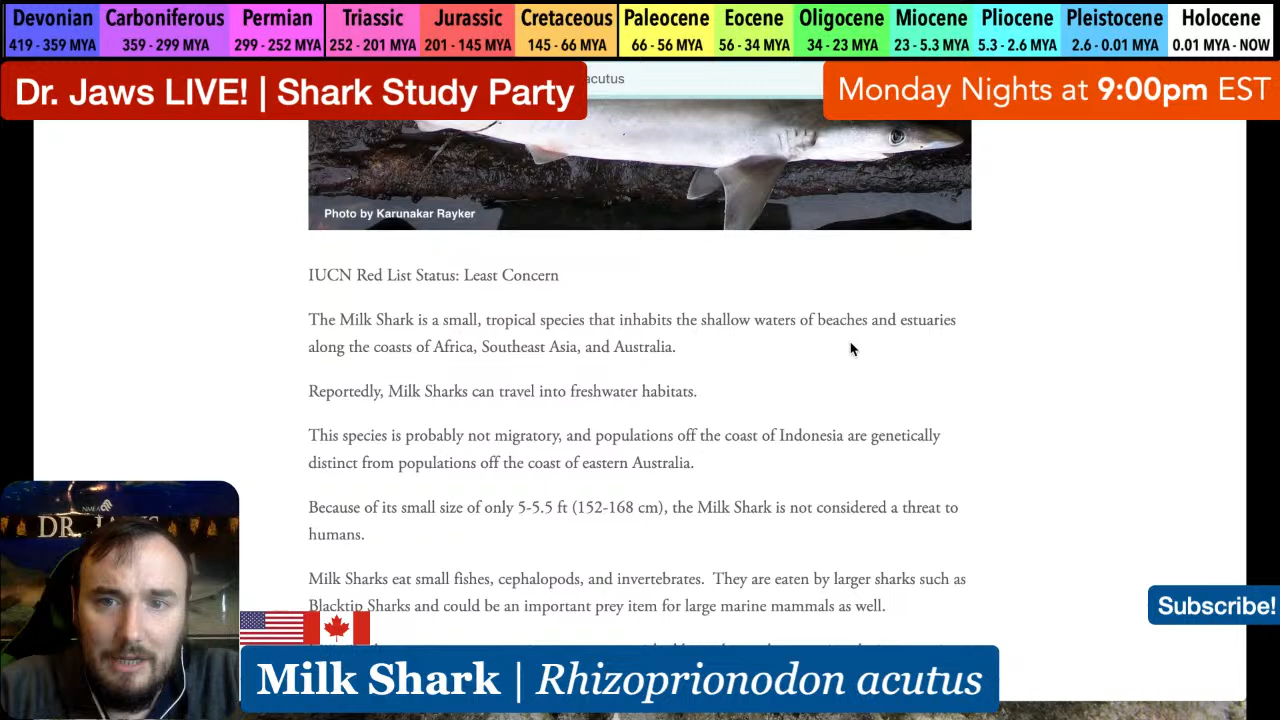 Devonian Carboniferous Permian Triassic Jurassic Cretaceous Paleocene Eocene Oligocene Miocene Pliocene Pleistocene Holocene
419 - 359 MYA 359 - 299 MYA 299 - 252 MYA 252 - 201 MYA 201 - 145 MYA 145 - 66 MYA 66 - 56 MYA 56 - 34 MYA 34 - 23 MYA 23 - 5.3 MYA 5.3 - 2.6 MYA 2.6 - 0.01 MYA 0.01 MYA - NOW
Dr. Jaws LIVE! | Shark Study Party
acutus
Monday Nights at 9:00pm EST
Photo by Karunakar Rayker
IUCN Red List Status: Least Concern
The Milk Shark is a small, tropical species that inhabits the shallow waters of beaches and estuaries
along the coasts of Africa, Southeast Asia, and Australia.
Reportedly, Milk Sharks can travel into freshwater habitats.
This species is probably not migratory, and populations off the coast of Indonesia are genetically
distinct from populations off the coast of eastern Australia.
Because of its small size of only 5-5.5 ft (152-168 cm), the Milk Shark is not considered a threat to
humans.
Milk Sharks eat small fishes, cephalopods, and invertebrates. They are eaten by larger sharks such as
Blacktip Sharks and could be an important prey item for large marine mammals as well.
DR. JAWS
Subscribe!
Milk Shark | Rhizoprionodon acutus